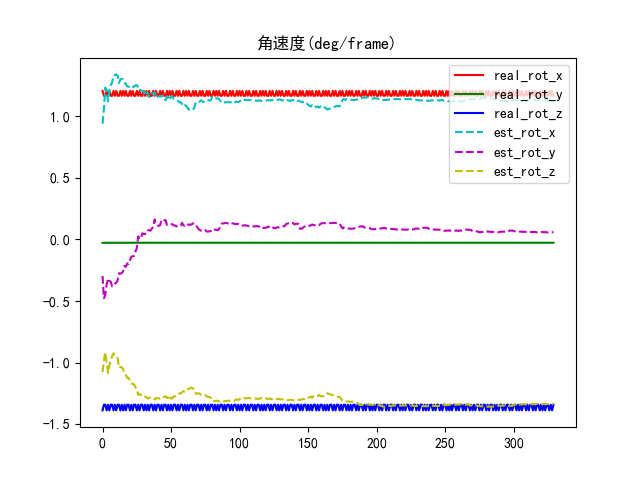 角速度(deg/frame)
real_rot_x
real_rot_y
real_rot_z
est_rot_x
est_rot_y
est_rot_z
1.0
0.5
0.0
−0.5
−1.0
−1.5
0 50 100 150 200 250 300